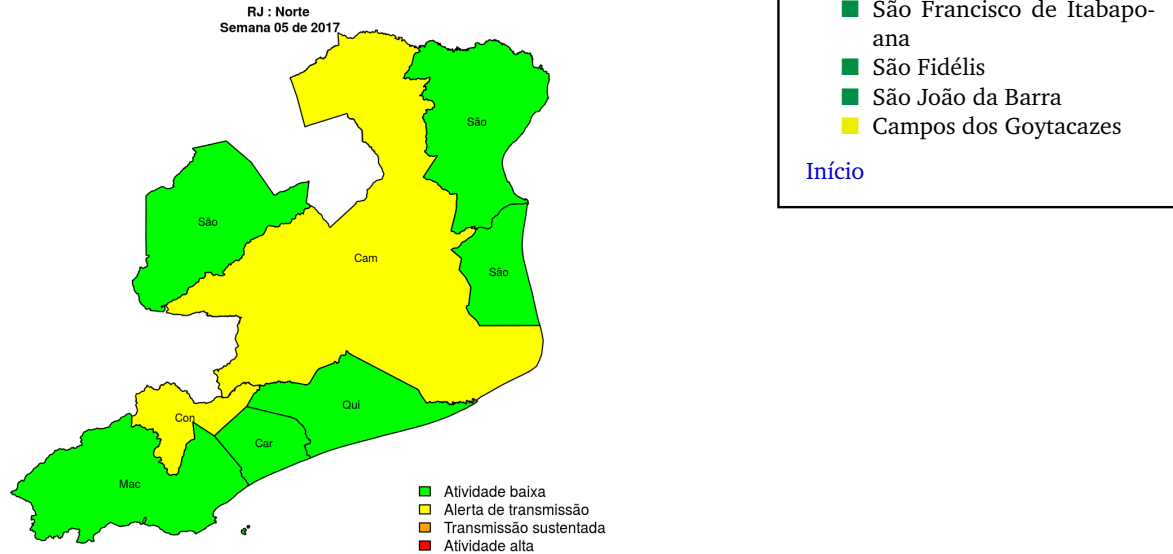 RJ : Norte
Semana 05 de 2017
São
São
Cam
São
Qui
Con
Car
Mac
Atividade baixa
Alerta de transmissão
Transmissão sustentada
Atividade alta
São Francisco de Itabapo-
ana
São Fidélis
São João da Barra
Campos dos Goytacazes
Início